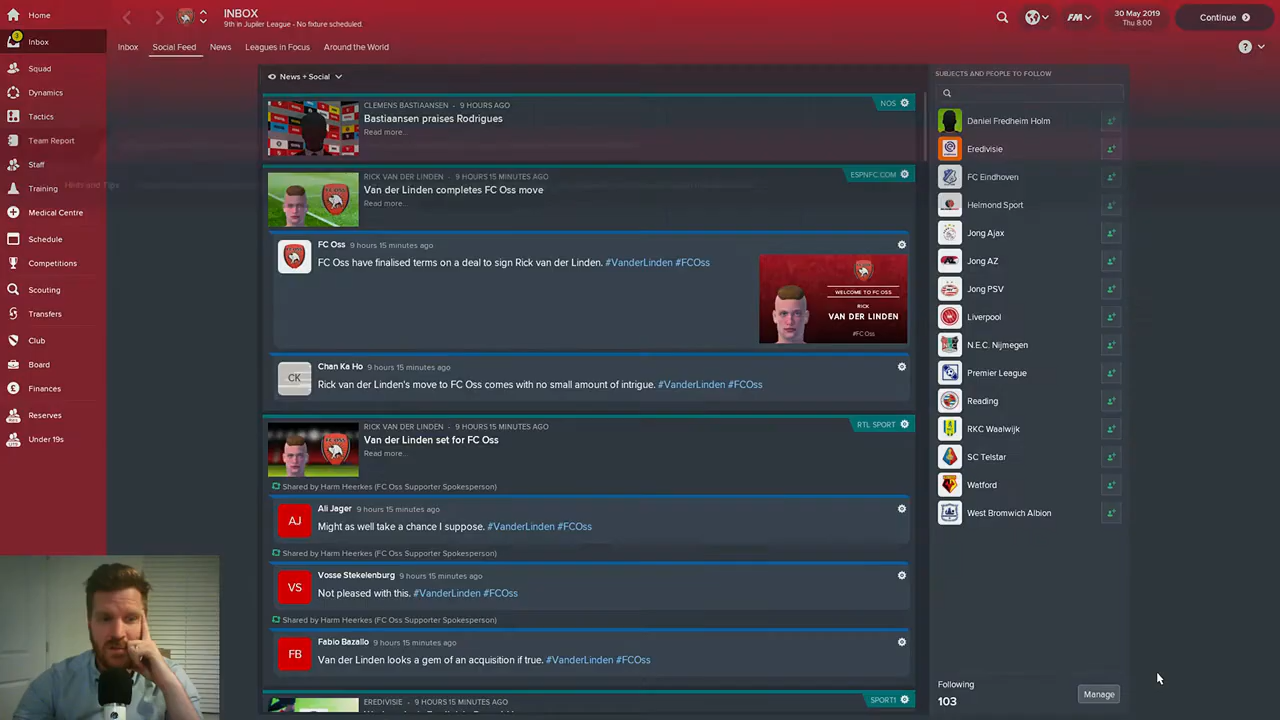 Home
INBOX
9th in Jupiler League - No fixture scheduled.
FM
30 May 2019
Thu 8:00
Continue
3
Inbox
Squad
Dynamics
Tactics
Team Report
Staff
Training
Medical Centre
Schedule
Competitions
Scouting
Transfers
Club
Board
Finances
Reserves
Under 19s
Inbox
Social Feed
News
Leagues in Focus
Around the World
?
Hints and Tips
News + Social
CLEMENS BASTIAANSEN - 9 HOURS AGO
NOS
Bastiaansen praises Rodrigues
Read more...
RICK VAN DER LINDEN - 9 HOURS 15 MINUTES AGO
ESPNFC.COM
Van der Linden completes FC Oss move
Read more...
FC Oss 9 hours 15 minutes ago
FC Oss have finalised terms on a deal to sign Rick van der Linden. #VanderLinden #FCOss
WELCOME TO FC OSS
RICK
VAN DER LINDEN
#FCOss
Chan Ka Ho 9 hours 15 minutes ago
CK
Rick van der Linden's move to FC Oss comes with no small amount of intrigue. #VanderLinden #FCOss
RICK VAN DER LINDEN - 9 HOURS 15 MINUTES AGO
RTL SPORT
Van der Linden set for FC Oss
Read more...
Shared by Harm Heerkes (FC Oss Supporter Spokesperson)
AJ
Ali Jager 9 hours 15 minutes ago
Might as well take a chance I suppose. #VanderLinden #FCOss
Shared by Harm Heerkes (FC Oss Supporter Spokesperson)
VS
Vosse Stekelenburg 9 hours 15 minutes ago
Not pleased with this. #VanderLinden #FCOss
Shared by Harm Heerkes (FC Oss Supporter Spokesperson)
FB
Fabio Bazallo 9 hours 15 minutes ago
Van der Linden looks a gem of an acquisition if true. #VanderLinden #FCOss
EREDIVISIE - 9 HOURS 15 MINUTES AGO
SPORT1
SUBJECTS AND PEOPLE TO FOLLOW
Daniel Fredheim Holm
Eredivisie
FC Eindhoven
Helmond Sport
Jong Ajax
Jong AZ
Jong PSV
Liverpool
N.E.C. Nijmegen
Premier League
Reading
RKC Waalwijk
SC Telstar
Watford
West Bromwich Albion
Following
103
Manage